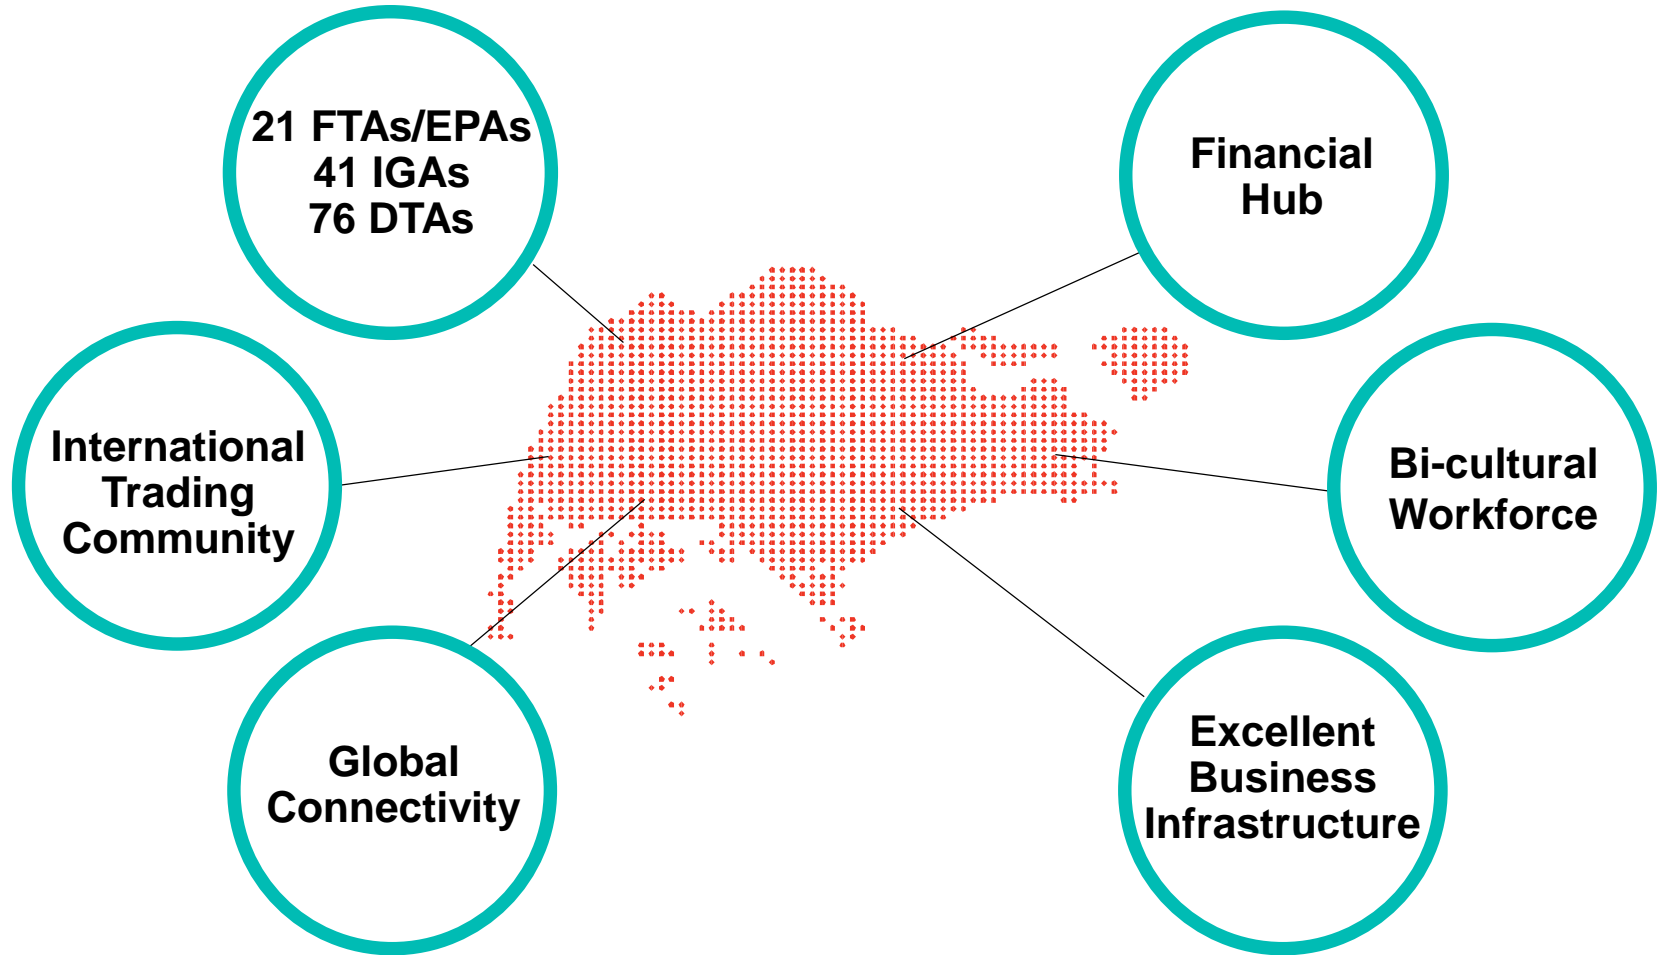 21 FTAs/EPAs
41 IGAs
76 DTAs
Financial
Hub
International
Trading
Community
Bi-cultural
Workforce
Global
Connectivity
Excellent
Business
Infrastructure